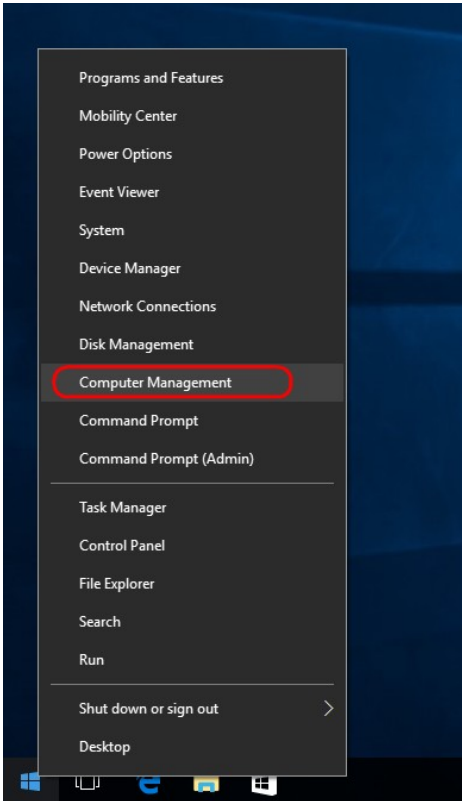 Programs and Features
Mobility Center
Power Options
Event Viewer
System
Device Manager
Network Connections
Disk Management
Computer Management
Command Prompt
Command Prompt (Admin)
Task Manager
Control Panel
File Explorer
Search
Run
Shut down or sign out
Desktop